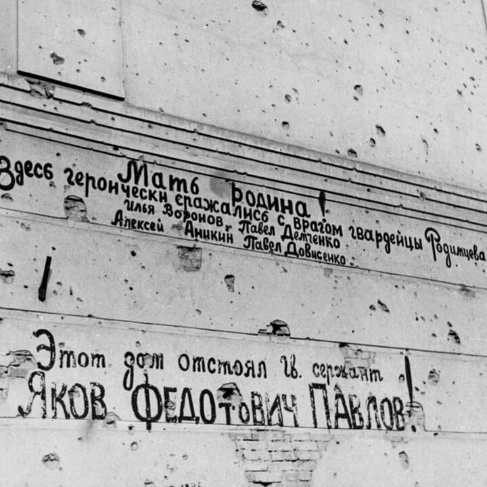 Мать Родина!
Здесь героически сражались с врагом гвардейцы Родимцева
Илья Воронов, Павел Демченко
Алексей Аникин Павел Довисенко
Этот дом отстоял гв. сержант
Яков Федотович Павлов!